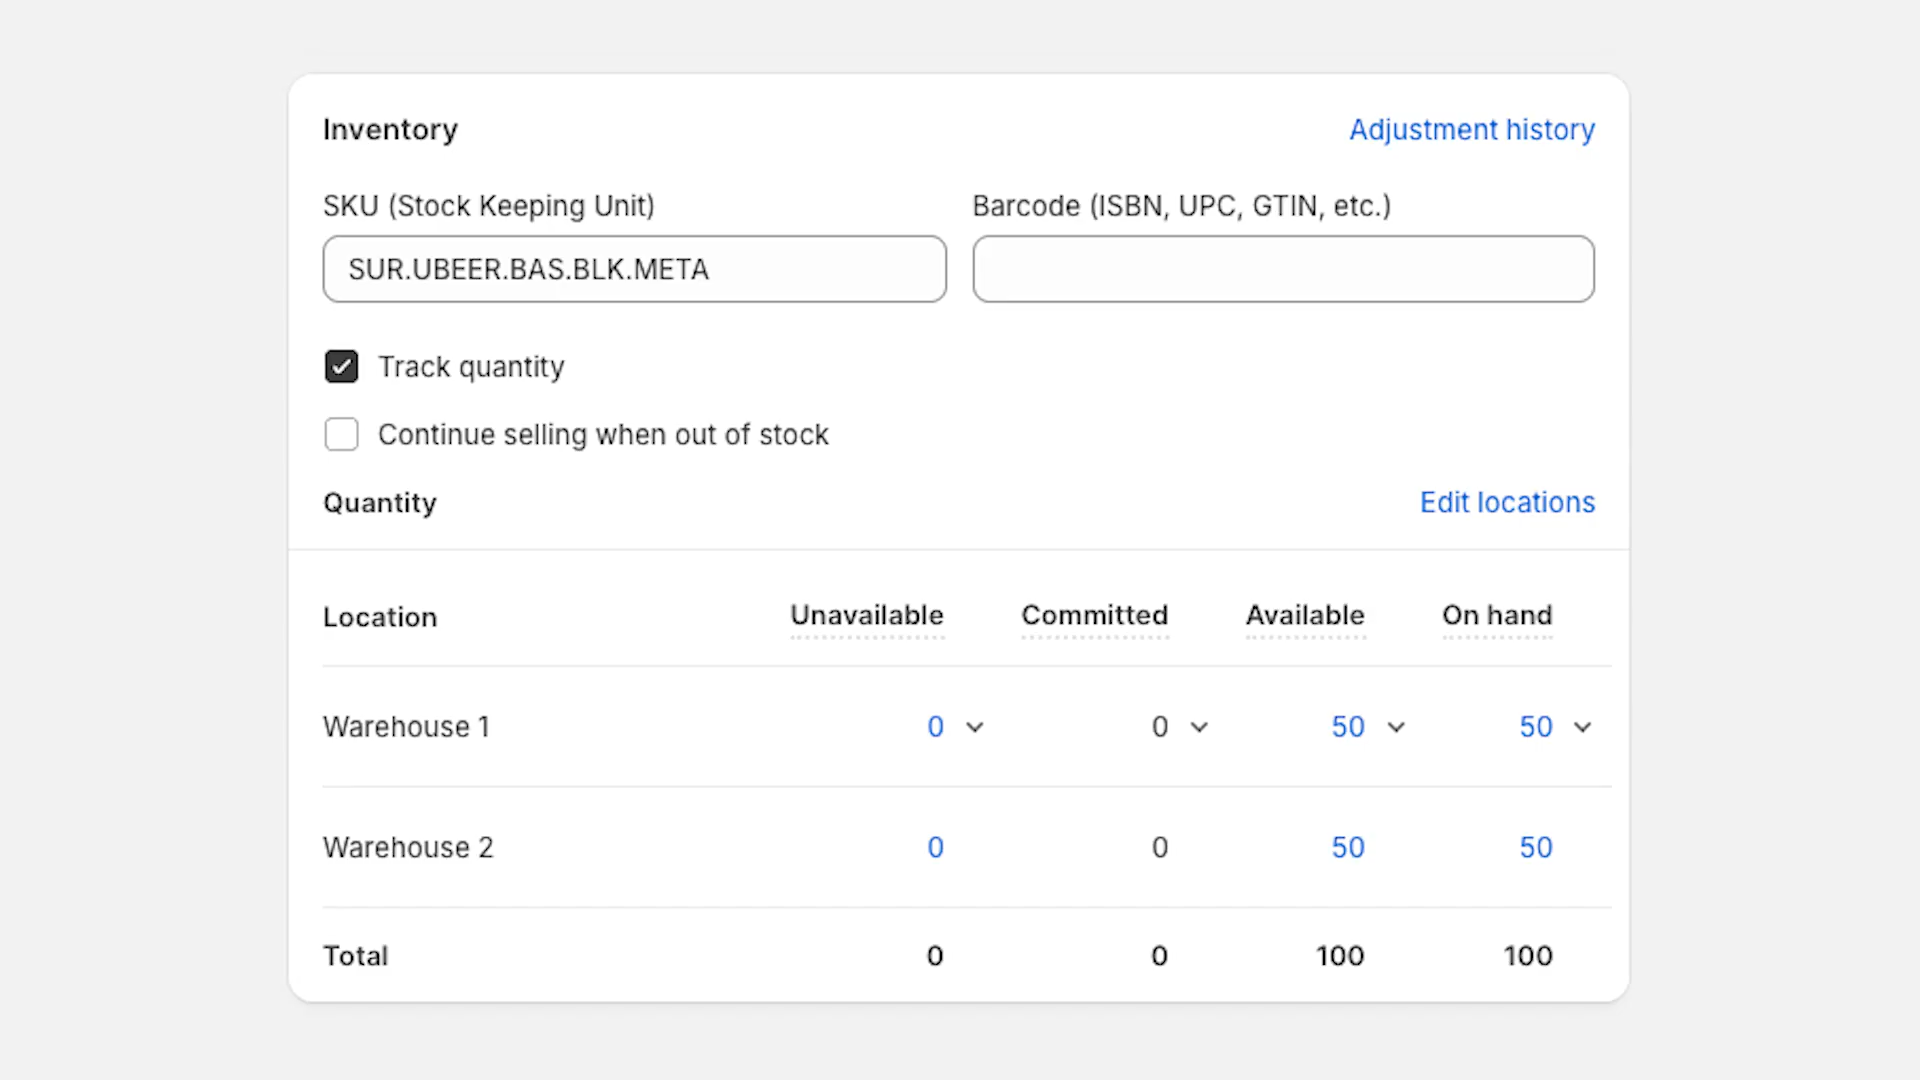 Inventory Adjustment history
SKU (Stock Keeping Unit) Barcode (ISBN, UPC, GTIN, etc.)
SUR.UBEER.BAS.BLK.META
Track quantity
Continue selling when out of stock
Quantity Edit locations
Location Unavailable Committed Available On hand
Warehouse 1 0 0 50 50
Warehouse 2 0 0 50 50
Total 0 0 100 100